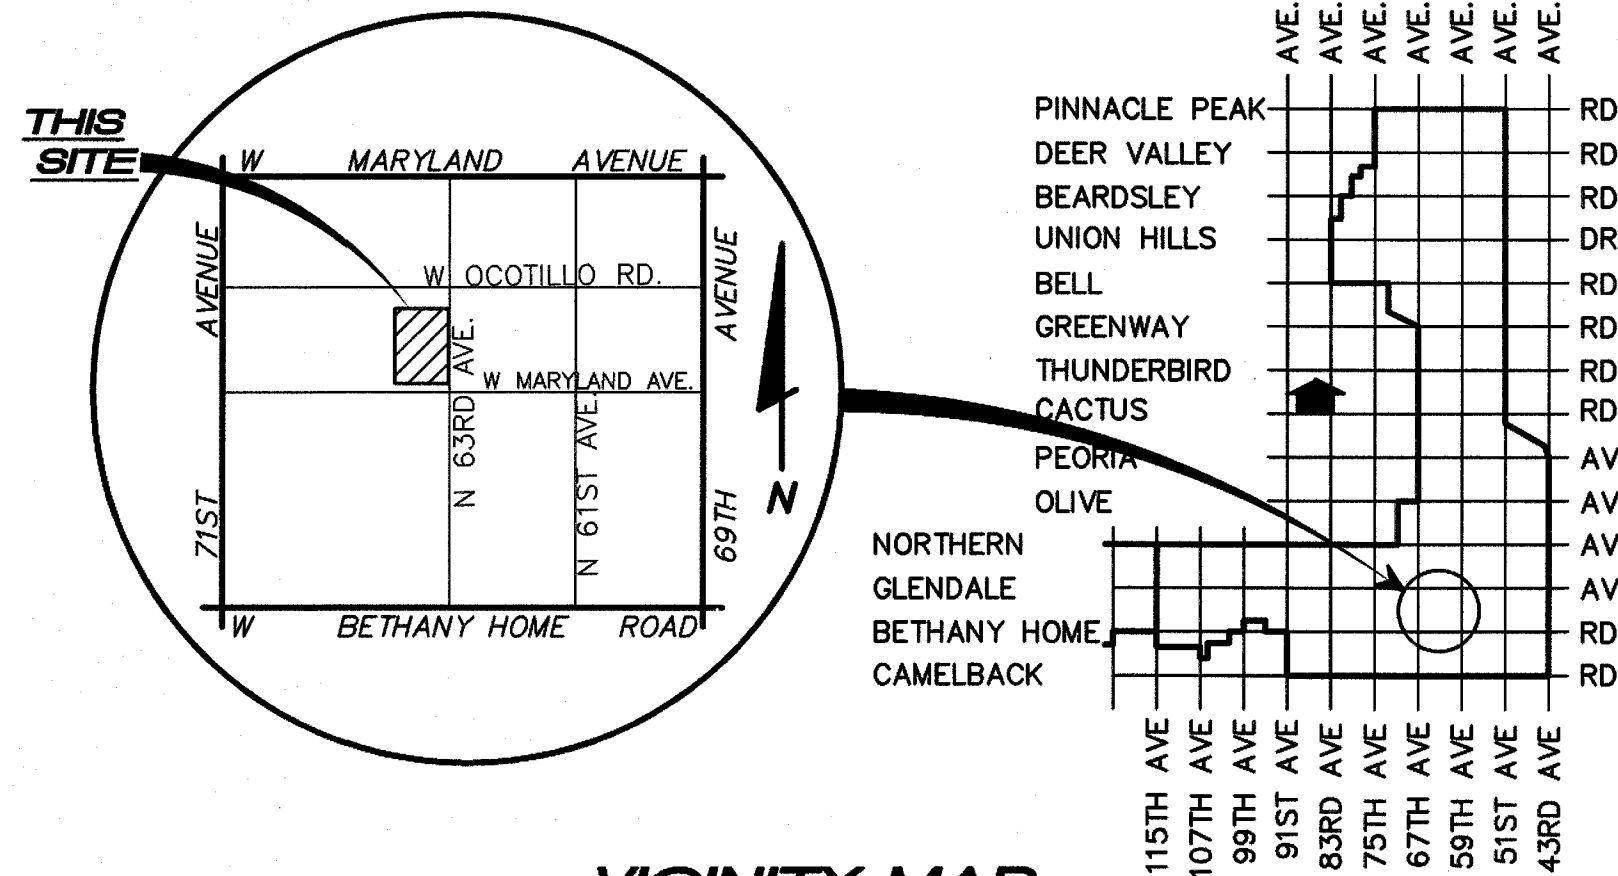 THIS
SITE
W MARYLAND AVENUE
AVENUE
71ST
W OCOTILLO RD.
W MARYLAND AVE.
N 63RD AVE.
N 61ST AVE.
AVENUE
69TH
W BETHANY HOME ROAD
N
AVE.
AVE.
AVE.
AVE.
AVE.
AVE.
AVE.
PINNACLE PEAK RD
DEER VALLEY RD
BEARDSLEY RD
UNION HILLS DR
BELL RD
GREENWAY RD
THUNDERBIRD RD
CACTUS RD
PEORIA AV
OLIVE AV
NORTHERN AV
GLENDALE AV
BETHANY HOME RD
CAMELBACK RD
115TH AVE
107TH AVE
99TH AVE
91ST AVE
83RD AVE
75TH AVE
67TH AVE
59TH AVE
51ST AVE
43RD AVE
VICINITY MAP